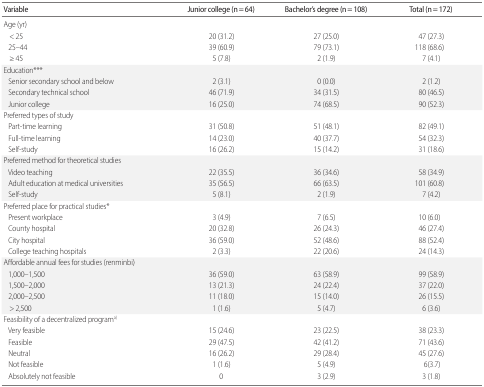 Variable Junior college (n = 64) Bachelor's degree (n = 108) Total (n = 172)
Age (yr)
< 25 20 (31.2) 27 (25.0) 47 (27.3)
25–44 39 (60.9) 79 (73.1) 118 (68.6)
≥ 45 5 (7.8) 2 (1.9) 7 (4.1)
Education***
Senior secondary school and below 2 (3.1) 0 (0.0) 2 (1.2)
Secondary technical school 46 (71.9) 34 (31.5) 80 (46.5)
Junior college 16 (25.0) 74 (68.5) 90 (52.3)
Preferred types of study
Part-time learning 31 (50.8) 51 (48.1) 82 (49.1)
Full-time learning 14 (23.0) 40 (37.7) 54 (32.3)
Self-study 16 (26.2) 15 (14.2) 31 (18.6)
Preferred method for theoretical studies
Video teaching 22 (35.5) 36 (34.6) 58 (34.9)
Adult education at medical universities 35 (56.5) 66 (63.5) 101 (60.8)
Self-study 5 (8.1) 2 (1.9) 7 (4.2)
Preferred place for practical studies*
Present workplace 3 (4.9) 7 (6.5) 10 (6.0)
County hospital 20 (32.8) 26 (24.3) 46 (27.4)
City hospital 36 (59.0) 52 (48.6) 88 (52.4)
College teaching hospitals 2 (3.3) 22 (20.6) 24 (14.3)
Affordable annual fees for studies (renminbi)
1,000–1,500 36 (59.0) 63 (58.9) 99 (58.9)
1,500–2,000 13 (21.3) 24 (22.4) 37 (22.0)
2,000–2,500 11 (18.0) 15 (14.0) 26 (15.5)
> 2,500 1 (1.6) 5 (4.7) 6 (3.6)
Feasibility of a decentralized program
Very feasible 15 (24.6) 23 (22.5) 38 (23.3)
Feasible 29 (47.5) 42 (41.2) 71 (43.6)
Neutral 16 (26.2) 29 (28.4) 45 (27.6)
Not feasible 1 (1.6) 5 (4.9) 6(3.7)
Absolutely not feasible 0 3 (2.9) 3 (1.8)